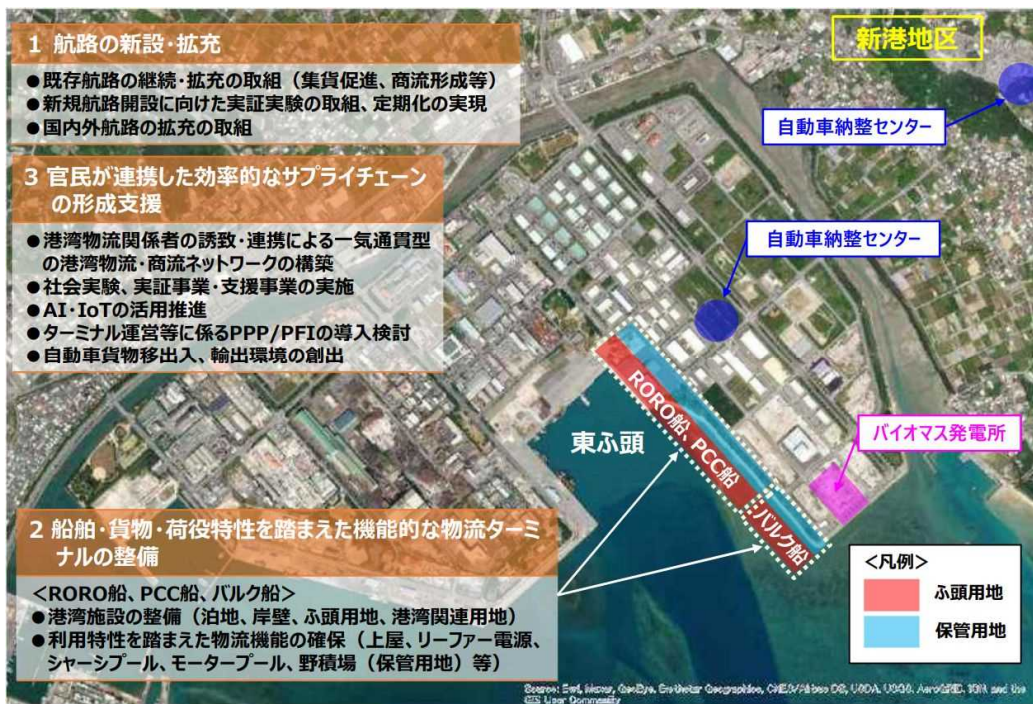 1 航路の新設・拡充
●既存航路の継続・拡充の取組（集貨促進、商流形成等）
●新規航路開設に向けた実証実験の取組、定期化の実現
●国内外航路の拡充の取組
3 官民が連携した効率的なサプライチェーン
の形成支援
●港湾物流関係者の誘致・連携による一気通貫型
の港湾物流・商流ネットワークの構築
●社会実験、実証事業・支援事業の実施
●AI・IoTの活用推進
●ターミナル運営等に係るPPP/PFIの導入検討
●自動車貨物移出入、輸出環境の創出
新港地区
自動車納整センター
自動車納整センター
RORO船、PCC船
東ふ頭
バイオマス発電所
バルク船
2 船舶・貨物・荷役特性を踏まえた機能的な物流ターミ
ナルの整備
＜RORO船、PCC船、バルク船＞
●港湾施設の整備（泊地、岸壁、ふ頭用地、港湾関連用地）
●利用特性を踏まえた物流機能の確保（上屋、リーファー電源、
シャーシプール、モータープール、野積場（保管用地）等）
＜凡例＞
ふ頭用地
保管用地
Source: Esri, Maxar, GeoEye, Earthstar Geographics, CNES/Airbus DS, USDA, USGS, AeroGRID, IGN, and the
GIS User Community